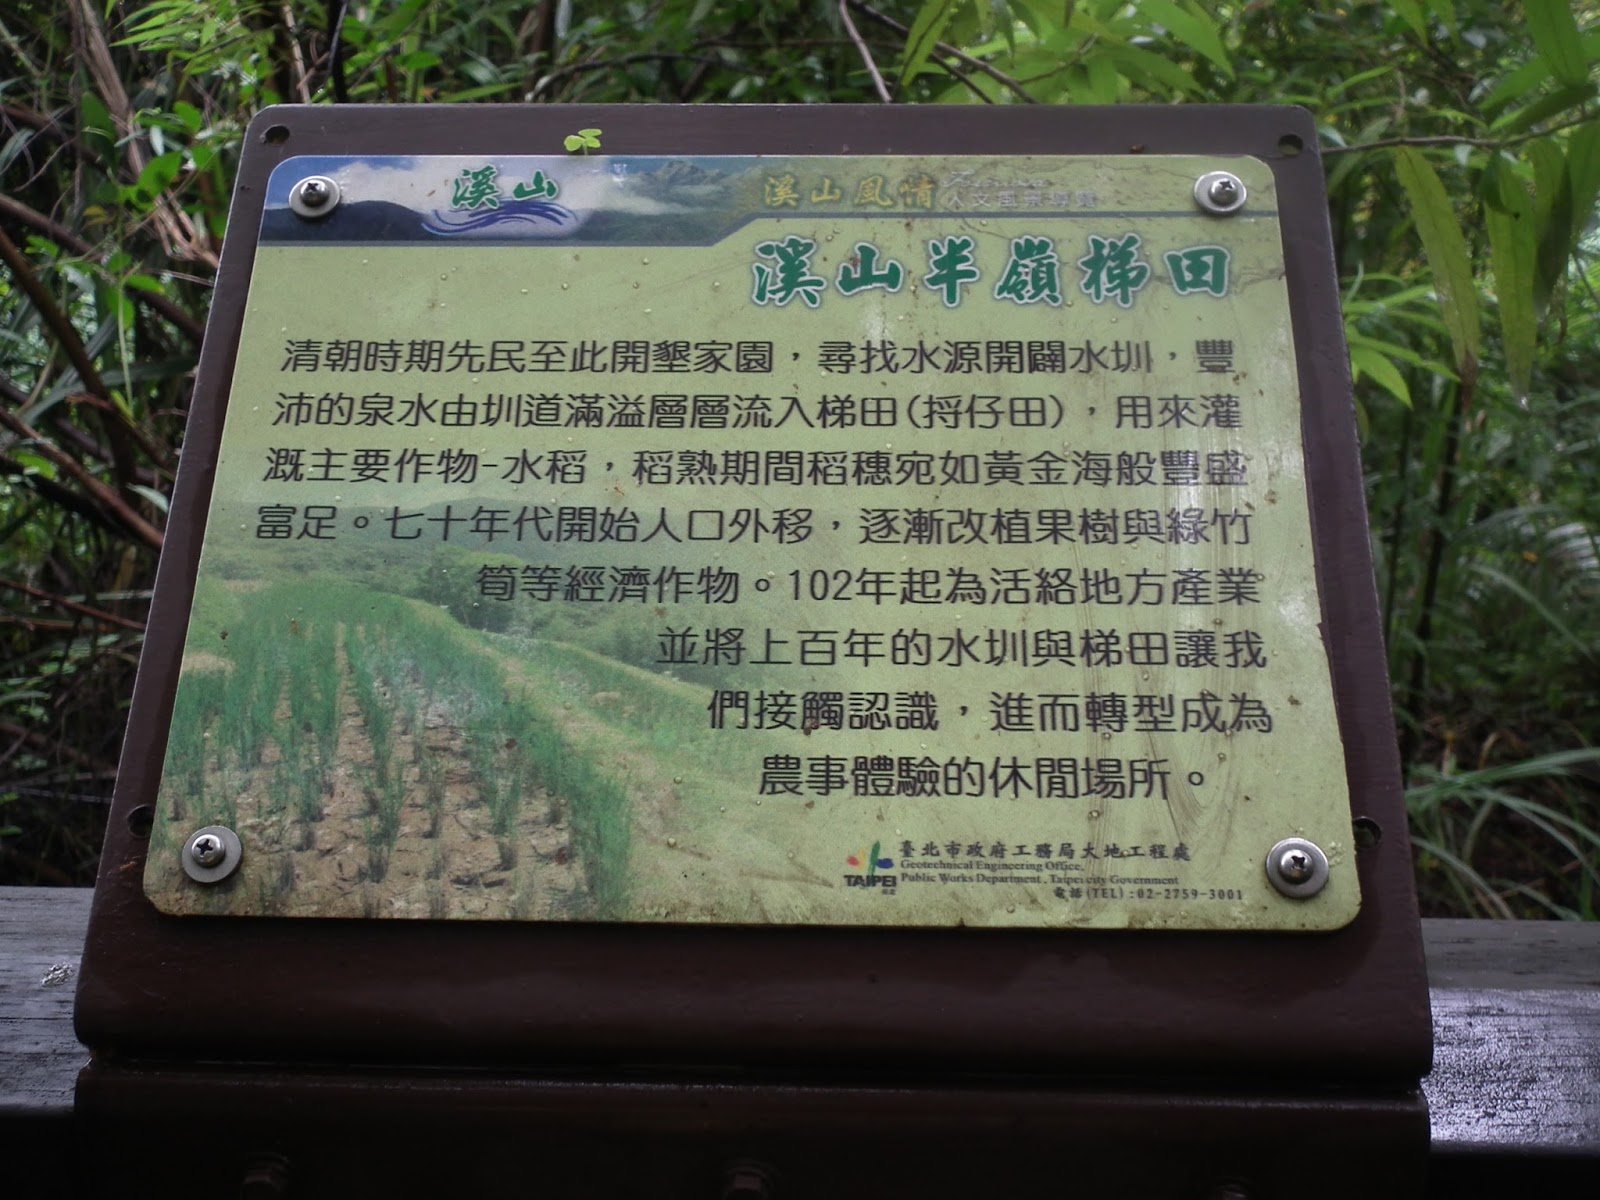 溪山
溪山風情 人文風景導覽
溪山半嶺梯田
清朝時期先民至此開墾家園，尋找水源開闢水圳，豐
沛的泉水由圳道滿溢層層流入梯田(捋仔田)，用來灌
溉主要作物-水稻，稻熟期間稻穗宛如黃金海般豐盛
富足。七十年代開始人口外移，逐漸改植果樹與綠竹
筍等經濟作物。102年起為活絡地方產業
並將上百年的水圳與梯田讓我
們接觸認識，進而轉型成為
農事體驗的休閒場所。
臺北市政府工務局大地工程處
Geotechnical Engineering Office,
Public Works Department, Taipei city Government
TAIPEI
電話(TEL):02-2759-3001